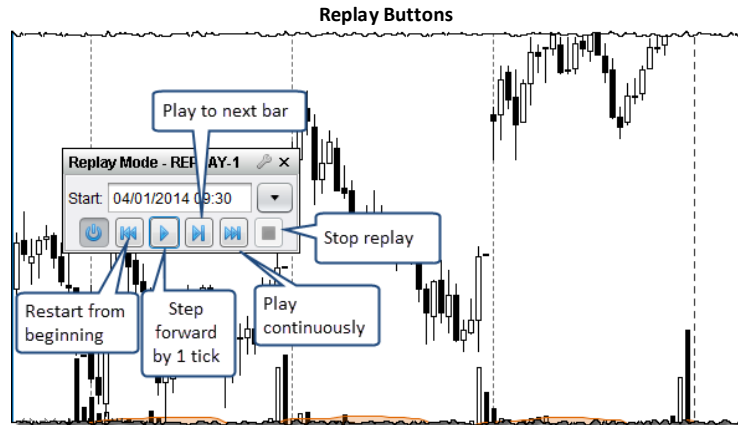 Replay Buttons
Play to next bar
Replay Mode - REPLAY-1
Start: 04/01/2014 09:30
Stop replay
Restart from
beginning
Step
forward
by 1 tick
Play
continuously